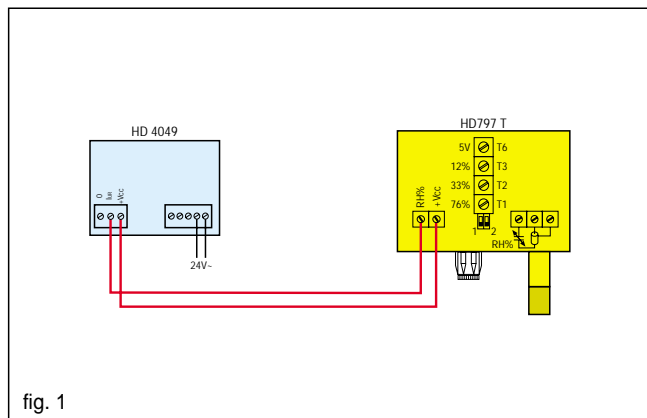 HD 4049
0
IUR
+Vcc
24V~
HD797 T
5V T6
12% T3
33% T2
76% T1
RH%
+Vcc
1 2
RH%
fig. 1